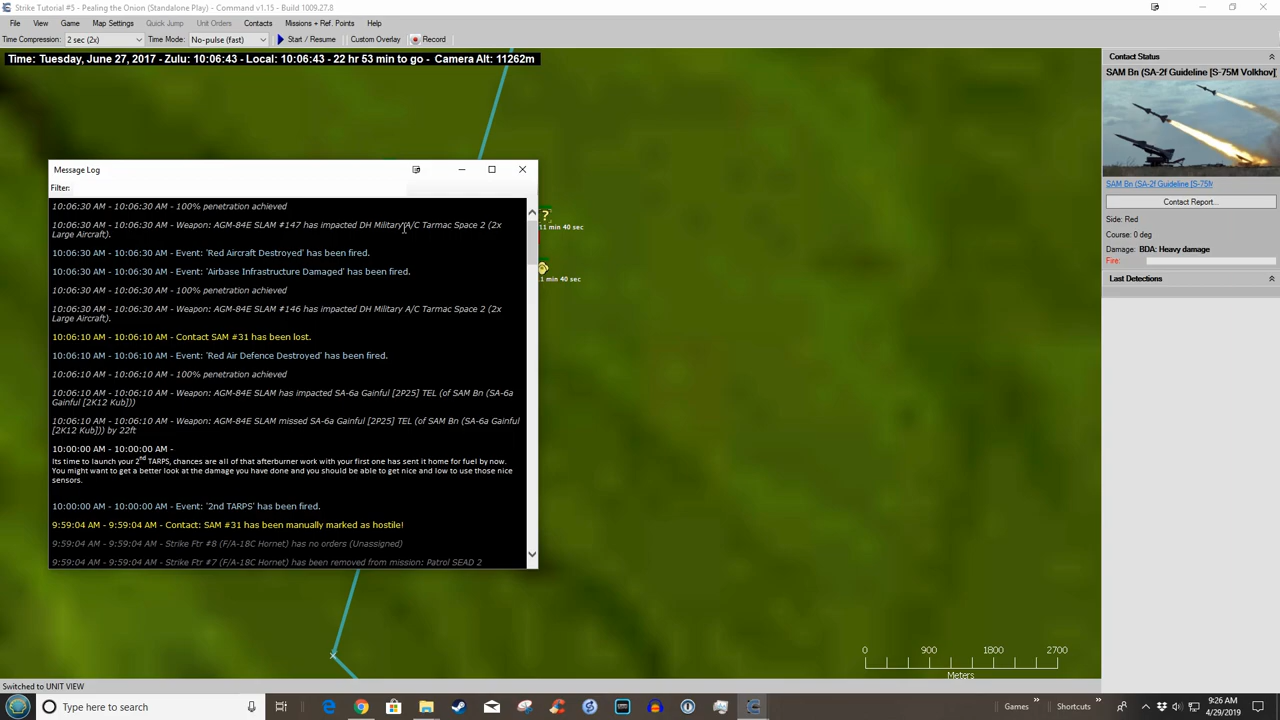 Strike Tutorial #5 - Pealing the Onion (Standalone Play) - Command v1.15 - Build 1009.27.8
File View Game Map Settings Quick Jump Unit Orders Contacts Missions + Ref. Points Help
Time Compression: 2 sec (2x) Time Mode: No-pulse (fast) Start / Resume Custom Overlay Record
Time: Tuesday, June 27, 2017 - Zulu: 10:06:43 - Local: 10:06:43 - 22 hr 53 min to go - Camera Alt: 11262m
Contact Status
SAM Bn (SA-2f Guideline [S-75M Volkhov]
SAM Bn (SA-2f Guideline [S-75M
Contact Report...
Side: Red
Course: 0 deg
Damage: BDA: Heavy damage
Fire:
Last Detections
Message Log
Filter:
10:06:30 AM - 10:06:30 AM - 100% penetration achieved
10:06:30 AM - 10:06:30 AM - Weapon: AGM-84E SLAM #147 has impacted DH Military A/C Tarmac Space 2 (2x
Large Aircraft).
10:06:30 AM - 10:06:30 AM - Event: 'Red Aircraft Destroyed' has been fired.
10:06:30 AM - 10:06:30 AM - Event: 'Airbase Infrastructure Damaged' has been fired.
10:06:30 AM - 10:06:30 AM - 100% penetration achieved
10:06:30 AM - 10:06:30 AM - Weapon: AGM-84E SLAM #146 has impacted DH Military A/C Tarmac Space 2 (2x
Large Aircraft).
10:06:10 AM - 10:06:10 AM - Contact SAM #31 has been lost.
10:06:10 AM - 10:06:10 AM - Event: 'Red Air Defence Destroyed' has been fired.
10:06:10 AM - 10:06:10 AM - 100% penetration achieved
10:06:10 AM - 10:06:10 AM - Weapon: AGM-84E SLAM has impacted SA-6a Gainful [2P25] TEL (of SAM Bn (SA-6a
Gainful [2K12 Kub]))
10:06:10 AM - 10:06:10 AM - Weapon: AGM-84E SLAM missed SA-6a Gainful [2P25] TEL (of SAM Bn (SA-6a Gainful
[2K12 Kub])) by 22ft
10:00:00 AM - 10:00:00 AM -
Its time to launch your 2nd TARPS, chances are all of that afterburner work with your first one has sent it home for fuel by now.
You might want to get a better look at the damage you have done and you should be able to get nice and low to use those nice
sensors.
10:00:00 AM - 10:00:00 AM - Event: '2nd TARPS' has been fired.
9:59:04 AM - 9:59:04 AM - Contact: SAM #31 has been manually marked as hostile!
9:59:04 AM - 9:59:04 AM - Strike Ftr #8 (F/A-18C Hornet) has no orders (Unassigned)
9:59:04 AM - 9:59:04 AM - Strike Ftr #7 (F/A-18C Hornet) has been removed from mission: Patrol SEAD 2
?
11 min 40 sec
1 min 40 sec
0 900 1800 2700
Meters
Switched to UNIT VIEW
Type here to search
Games Shortcuts
9:26 AM
4/29/2019